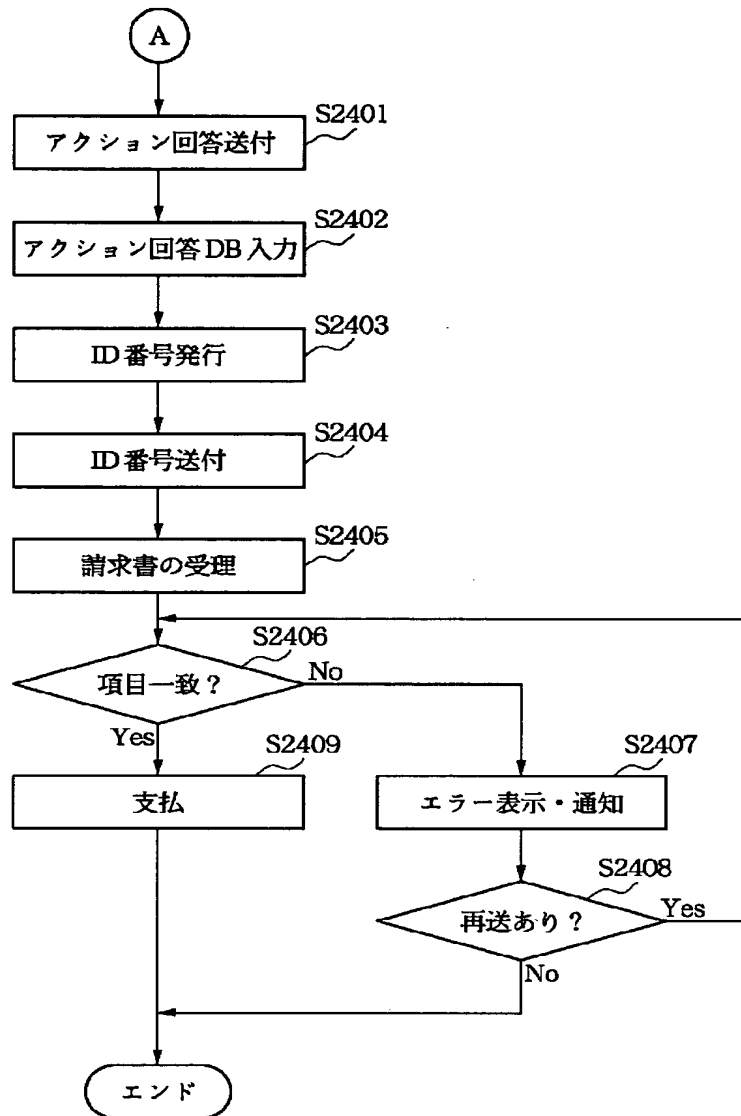 A
S2401
アクション回答送付
S2402
アクション回答DB入力
S2403
ID番号発行
S2404
ID番号送付
S2405
請求書の受理
S2406
項目一致?
No
Yes
S2409
支払
S2407
エラー表示・通知
S2408
再送あり?
Yes
No
エンド